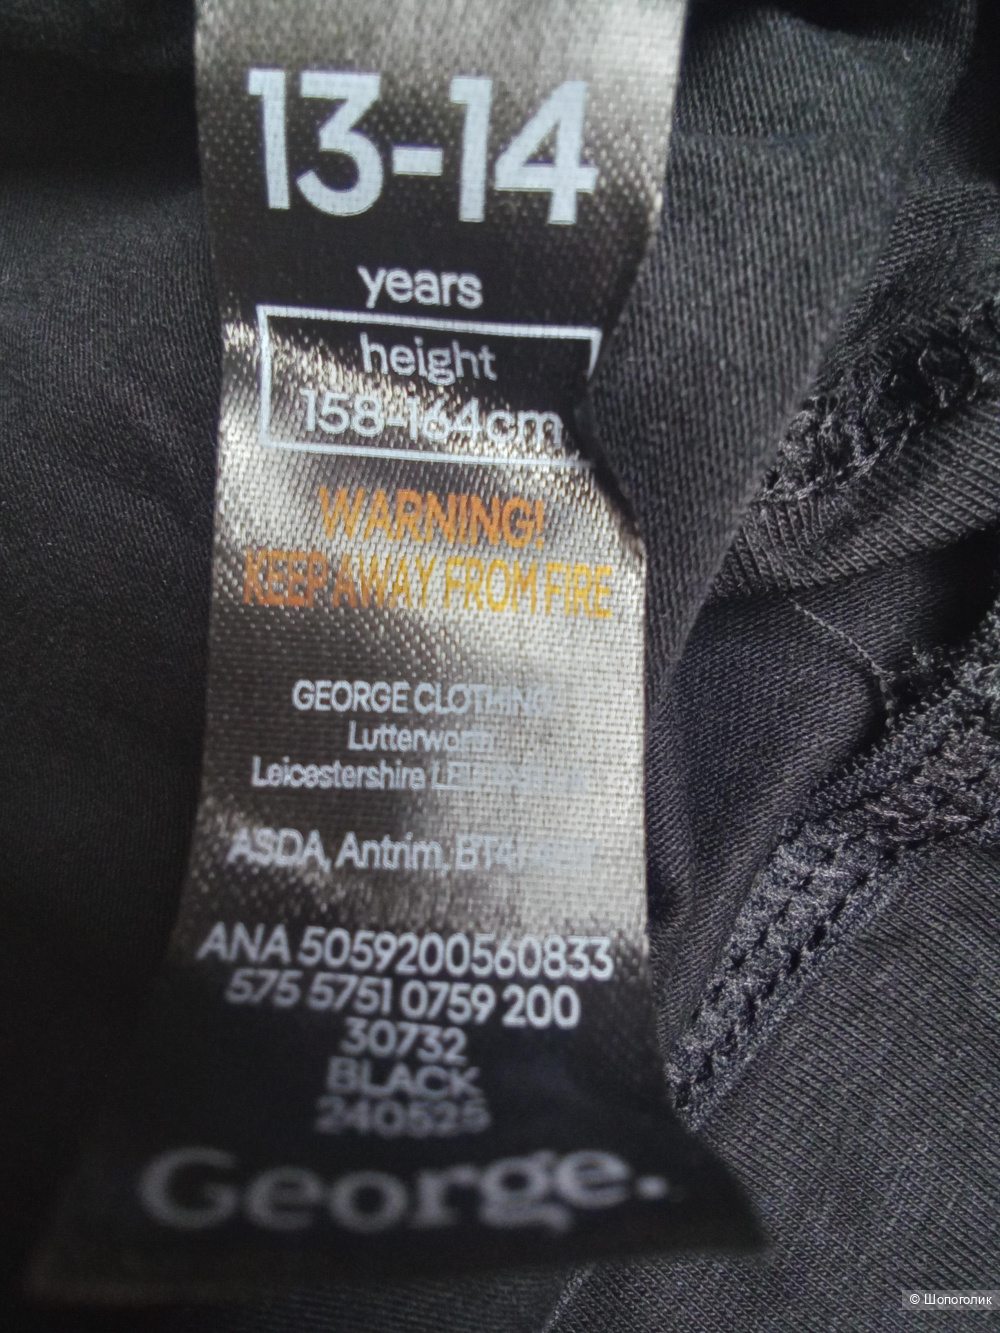 13-14
years
height
158-164cm
WARNING!
KEEP AWAY FROM FIRE
GEORGE CLOTHING
Lutterworth
Leicestershire
ASDA, Antrim,
ANA 5059200560833
575 5751 0759 200
30732
BLACK
240525
George.
© Шопоголик